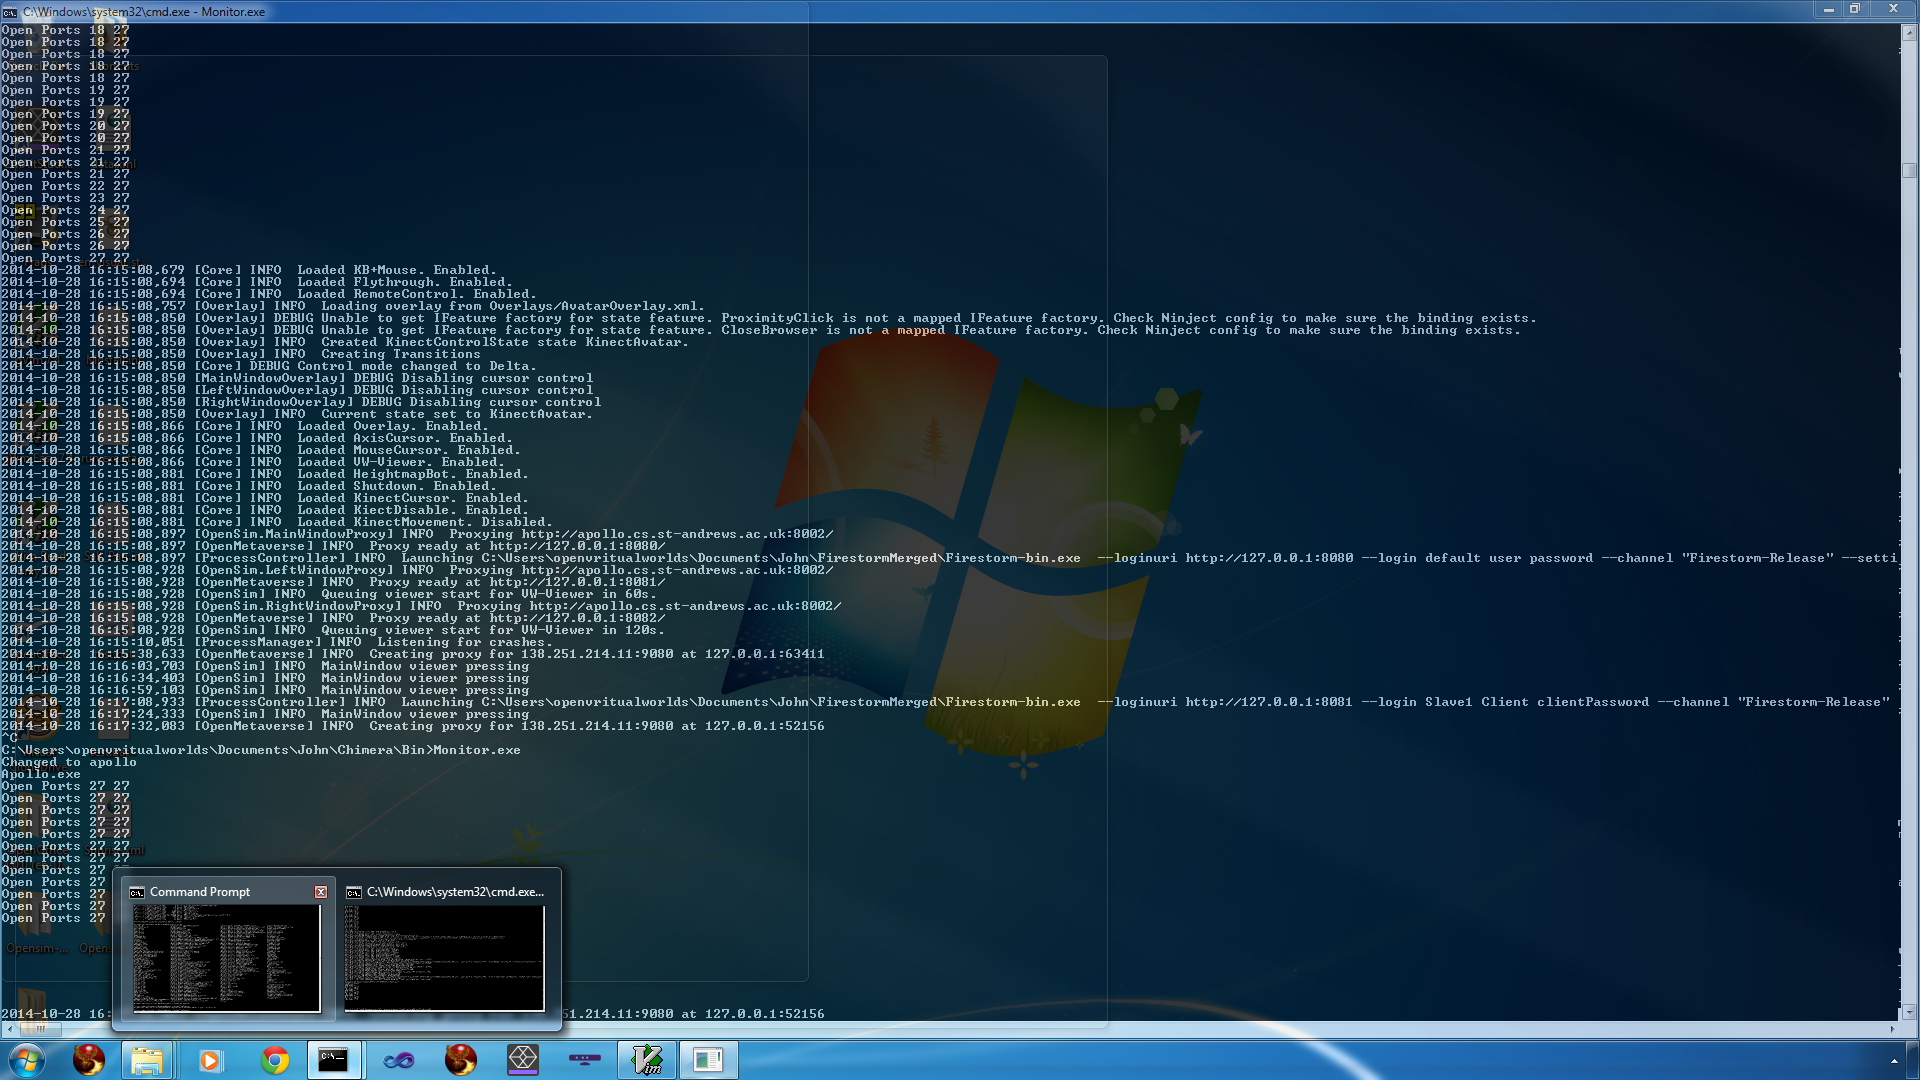 C:\Windows\system32\cmd.exe - Monitor.exe
Open Ports 18 27
Open Ports 18 27
Open Ports 18 27
Open Ports 18 27
Open Ports 18 27
Open Ports 19 27
Open Ports 19 27
Open Ports 19 27
Open Ports 20 27
Open Ports 20 27
Open Ports 21 27
Open Ports 21 27
Open Ports 21 27
Open Ports 22 27
Open Ports 23 27
Open Ports 24 27
Open Ports 25 27
Open Ports 26 27
Open Ports 26 27
Open Ports 27 27
2014-10-28 16:15:08,679 [Core] INFO  Loaded KB+Mouse. Enabled.
2014-10-28 16:15:08,694 [Core] INFO  Loaded Flythrough. Enabled.
2014-10-28 16:15:08,694 [Core] INFO  Loaded RemoteControl. Enabled.
2014-10-28 16:15:08,757 [Overlay] INFO  Loading overlay from Overlays/AvatarOverlay.xml.
2014-10-28 16:15:08,850 [Overlay] DEBUG Unable to get IFeature factory for state feature. ProximityClick is not a mapped IFeature factory. Check Ninject config to make sure the binding exists.
2014-10-28 16:15:08,850 [Overlay] DEBUG Unable to get IFeature factory for state feature. CloseBrowser is not a mapped IFeature factory. Check Ninject config to make sure the binding exists.
2014-10-28 16:15:08,850 [Overlay] INFO  Created KinectControlState state KinectAvatar.
2014-10-28 16:15:08,850 [Overlay] INFO  Creating Transitions
2014-10-28 16:15:08,850 [Core] DEBUG Control mode changed to Delta.
2014-10-28 16:15:08,850 [MainWindowOverlay] DEBUG Disabling cursor control
2014-10-28 16:15:08,850 [LeftWindowOverlay] DEBUG Disabling cursor control
2014-10-28 16:15:08,850 [RightWindowOverlay] DEBUG Disabling cursor control
2014-10-28 16:15:08,850 [Overlay] INFO  Current state set to KinectAvatar.
2014-10-28 16:15:08,866 [Core] INFO  Loaded Overlay. Enabled.
2014-10-28 16:15:08,866 [Core] INFO  Loaded AxisCursor. Enabled.
2014-10-28 16:15:08,866 [Core] INFO  Loaded MouseCursor. Enabled.
2014-10-28 16:15:08,866 [Core] INFO  Loaded VW-Viewer. Enabled.
2014-10-28 16:15:08,881 [Core] INFO  Loaded HeightmapBot. Enabled.
2014-10-28 16:15:08,881 [Core] INFO  Loaded Shutdown. Enabled.
2014-10-28 16:15:08,881 [Core] INFO  Loaded KinectCursor. Enabled.
2014-10-28 16:15:08,881 [Core] INFO  Loaded KiectDisable. Enabled.
2014-10-28 16:15:08,881 [Core] INFO  Loaded KinectMovement. Disabled.
2014-10-28 16:15:08,897 [OpenSim.MainWindowProxy] INFO  Proxying http://apollo.cs.st-andrews.ac.uk:8002/
2014-10-28 16:15:08,897 [OpenMetaverse] INFO  Proxy ready at http://127.0.0.1:8080/
2014-10-28 16:15:08,897 [ProcessController] INFO  Launching C:\Users\openvritualworlds\Documents\John\FirestormMerged\Firestorm-bin.exe  --loginuri http://127.0.0.1:8080 --login default user password --channel "Firestorm-Release" --setti
2014-10-28 16:15:08,928 [OpenSim.LeftWindowProxy] INFO  Proxying http://apollo.cs.st-andrews.ac.uk:8002/
2014-10-28 16:15:08,928 [OpenMetaverse] INFO  Proxy ready at http://127.0.0.1:8081/
2014-10-28 16:15:08,928 [OpenSim] INFO  Queuing viewer start for VW-Viewer in 60s.
2014-10-28 16:15:08,928 [OpenSim.RightWindowProxy] INFO  Proxying http://apollo.cs.st-andrews.ac.uk:8002/
2014-10-28 16:15:08,928 [OpenMetaverse] INFO  Proxy ready at http://127.0.0.1:8082/
2014-10-28 16:15:08,928 [OpenSim] INFO  Queuing viewer start for VW-Viewer in 120s.
2014-10-28 16:15:10,051 [ProcessManager] INFO  Listening for crashes.
2014-10-28 16:15:38,633 [OpenMetaverse] INFO  Creating proxy for 138.251.214.11:9080 at 127.0.0.1:63411
2014-10-28 16:16:03,703 [OpenSim] INFO  MainWindow viewer pressing
2014-10-28 16:16:34,403 [OpenSim] INFO  MainWindow viewer pressing
2014-10-28 16:16:59,103 [OpenSim] INFO  MainWindow viewer pressing
2014-10-28 16:17:08,933 [ProcessController] INFO  Launching C:\Users\openvritualworlds\Documents\John\FirestormMerged\Firestorm-bin.exe  --loginuri http://127.0.0.1:8081 --login Slave1 Client clientPassword --channel "Firestorm-Release"
2014-10-28 16:17:24,333 [OpenSim] INFO  MainWindow viewer pressing
2014-10-28 16:17:32,083 [OpenMetaverse] INFO  Creating proxy for 138.251.214.11:9080 at 127.0.0.1:52156
^C
C:\Users\openvritualworlds\Documents\John\Chimera\Bin>Monitor.exe
Changed to apollo
Apollo.exe
Open Ports 27 27
Open Ports 27 27
Open Ports 27 27
Open Ports 27 27
Open Ports 27 27
Open Ports 27 27
Open Ports 27 27
Open Ports 27
Open Ports 27
Open Ports 27
Open Ports 27
Open Ports 27
Command Prompt
C:\Windows\system32\cmd.exe...
Opensim-...
2014-10-28 16:
51.214.11:9080 at 127.0.0.1:52156